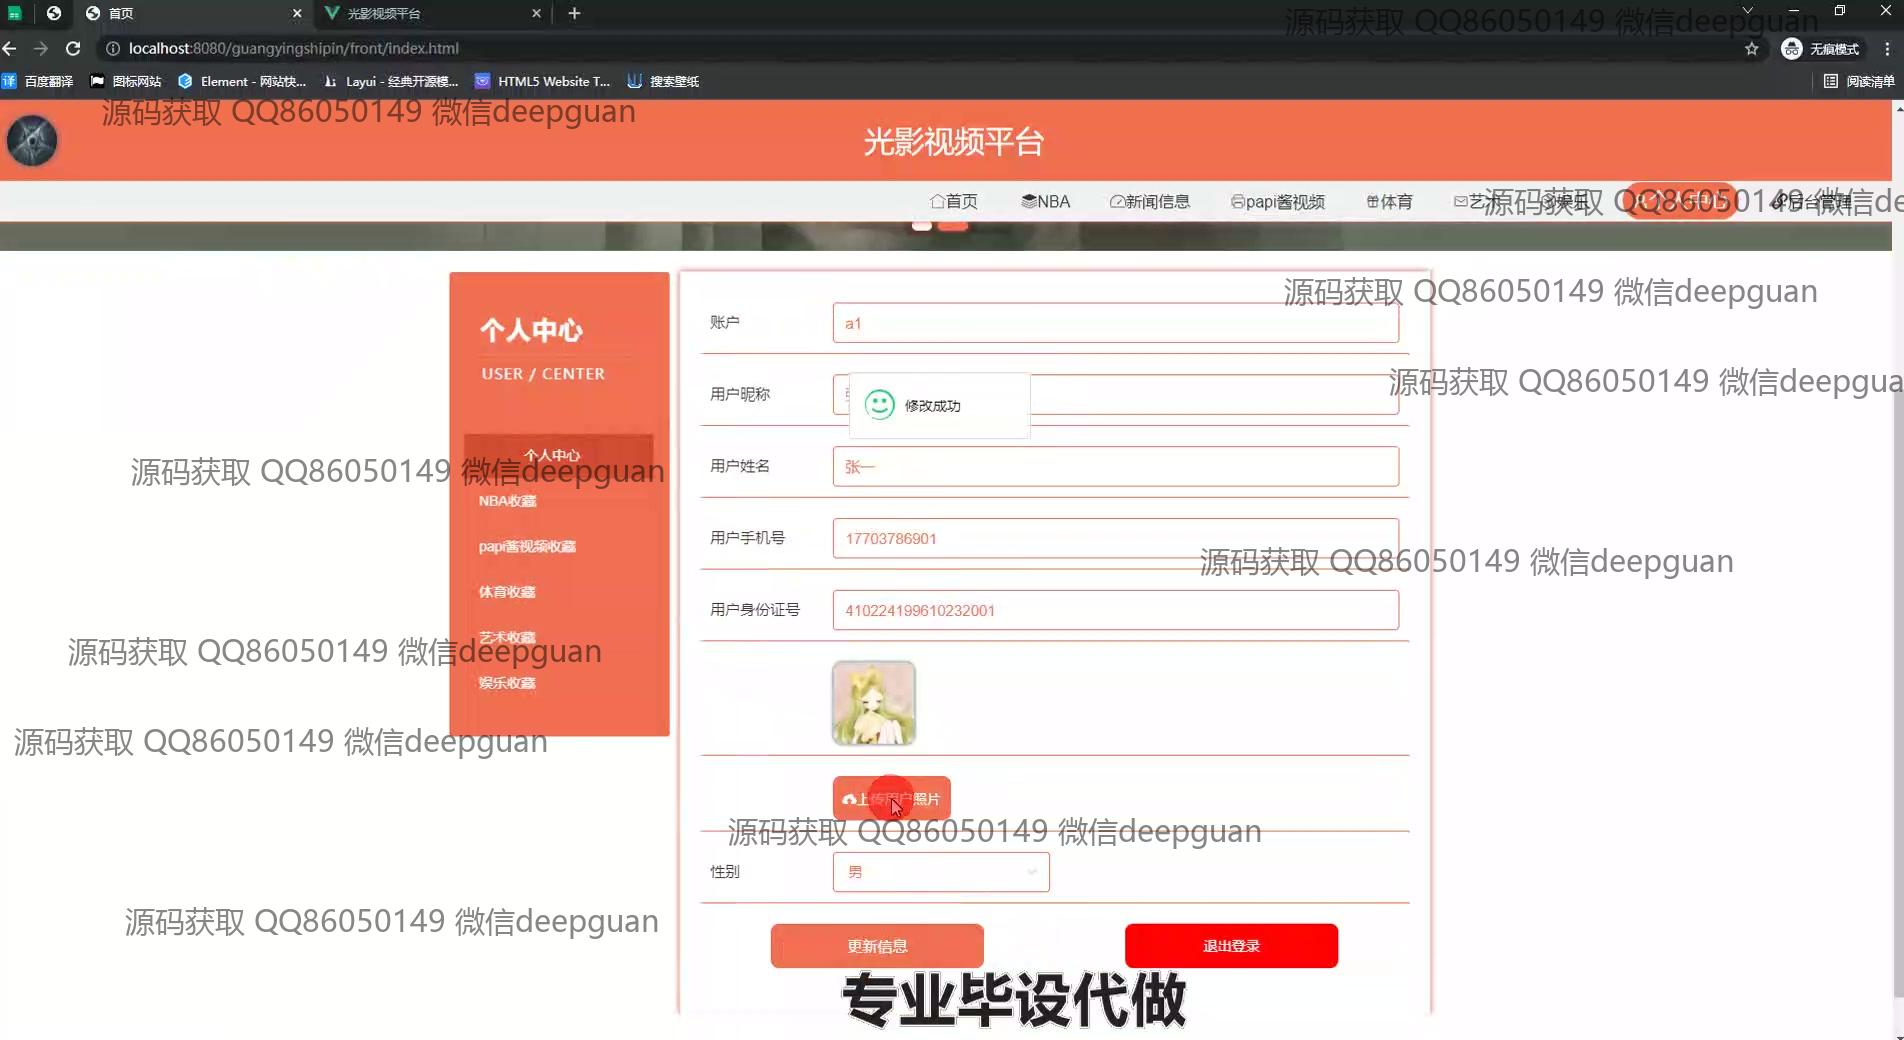 首页
光影视频平台
localhost:8080/guangyingshipin/front/index.html
无痕模式
百度翻译
图标网站
Element - 网站快...
Layui - 经典开源模...
HTML5 Website T...
搜索壁纸
阅读清单
源码获取 QQ86050149 微信deepguan
源码获取 QQ86050149 微信deepguan
光影视频平台
首页
NBA
新闻信息
papi酱视频
体育
艺术
娱乐
个人中心
后台管理
源码获取 QQ86050149 微信de
个人中心
USER / CENTER
个人中心
NBA收藏
papi酱视频收藏
体育收藏
艺术收藏
娱乐收藏
源码获取 QQ86050149 微信deepguan
账户
a1
源码获取 QQ86050149 微信deepgua
用户昵称
修改成功
用户姓名
张一
源码获取 QQ86050149 微信deepguan
用户手机号
17703786901
源码获取 QQ86050149 微信deepguan
用户身份证号
410224199610232001
源码获取 QQ86050149 微信deepguan
源码获取 QQ86050149 微信deepguan
上传用户照片
源码获取 QQ86050149 微信deepguan
性别
男
源码获取 QQ86050149 微信deepguan
更新信息
退出登录
专业毕设代做